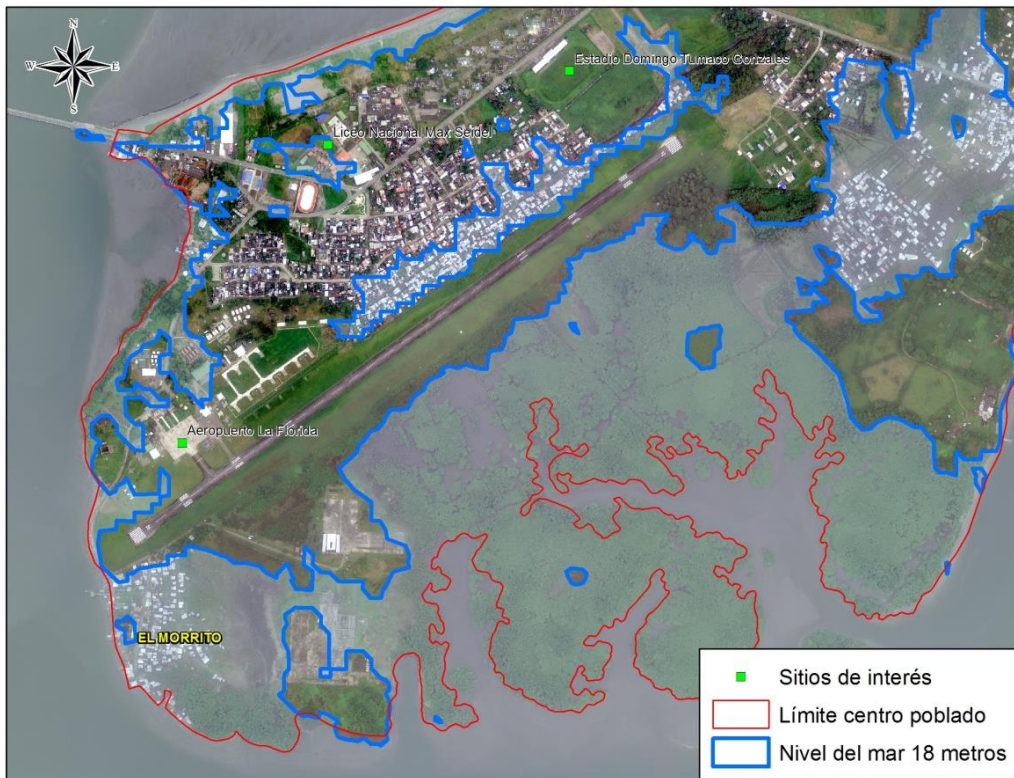 N
W E
S
Estadio Domingo Tumaco Gonzales
Liceo Nacional Max Seidel
Aeropuerto La Florida
EL MORRITO
Sitios de interés
Límite centro poblado
Nivel del mar 18 metros